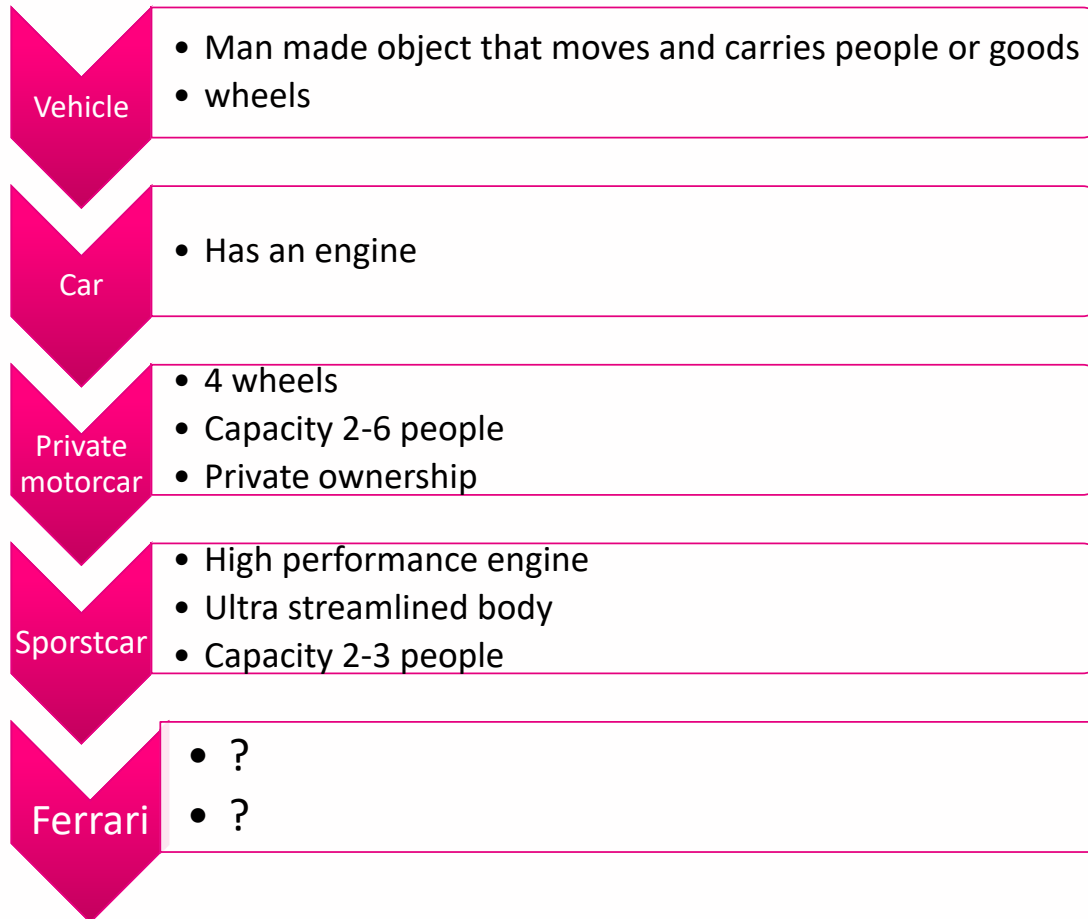 Vehicle
• Man made object that moves and carries people or goods
• wheels
Car
• Has an engine
Private
motorcar
• 4 wheels
• Capacity 2-6 people
• Private ownership
Sporstcar
• High performance engine
• Ultra streamlined body
• Capacity 2-3 people
Ferrari
• ?
• ?